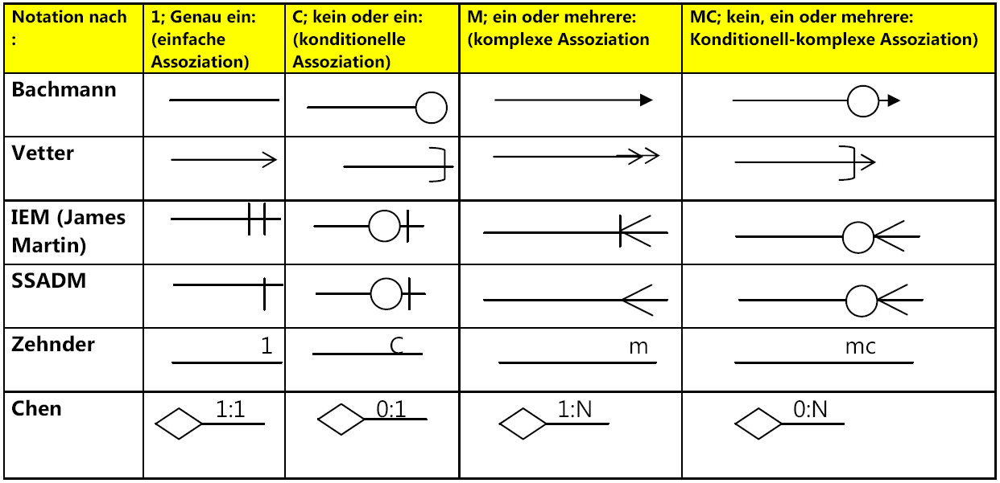 Notation nach
:
1; Genau ein:
(einfache
Assoziation)
C; kein oder ein:
(konditionelle
Assoziation)
M; ein oder mehrere:
(komplexe Assoziation
MC; kein, ein oder mehrere:
Konditionell-komplexe Assoziation)
Bachmann
Vetter
IEM (James
Martin)
SSADM
Zehnder
1
C
m
mc
Chen
1:1
0:1
1:N
0:N